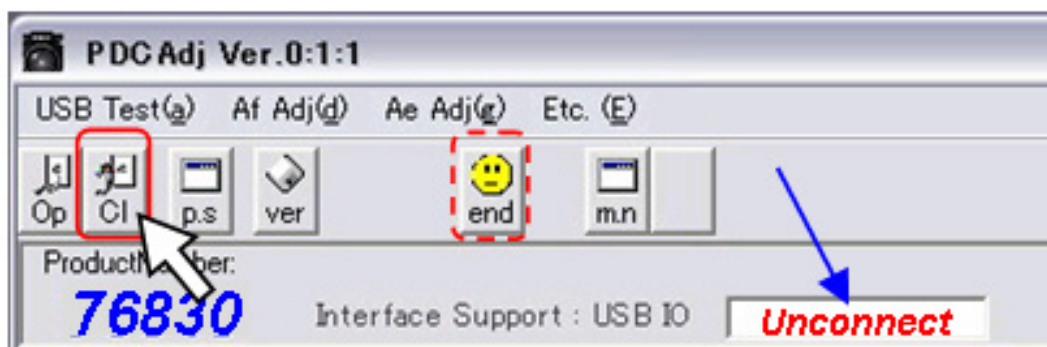 PDCAdj Ver.0:1:1
USB Test(a) Af Adj(d) Ae Adj(g) Etc. (E)
Op Cl p.s ver end m.n
76830 Interface Support : USB IO Unconnect